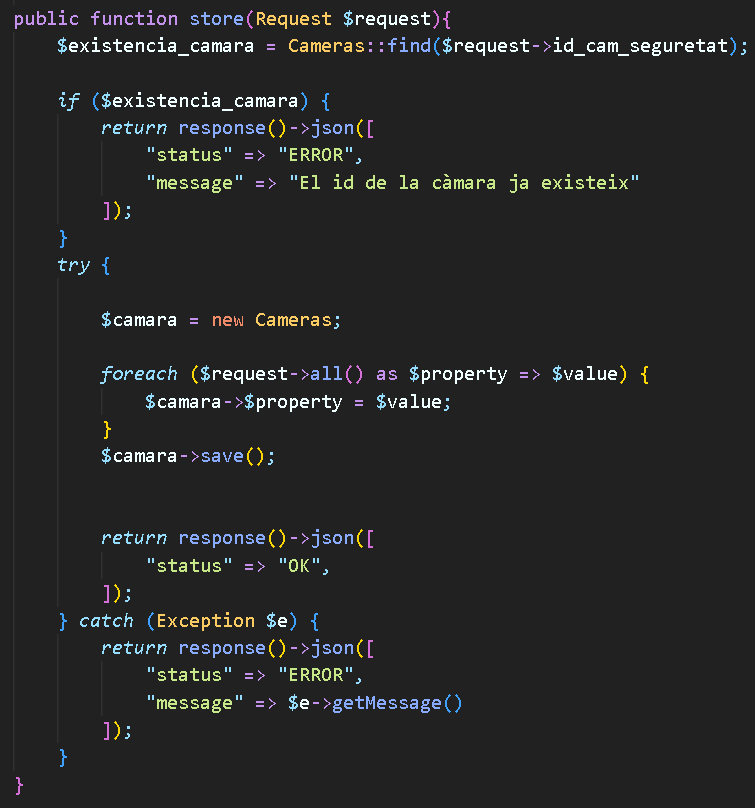 public function store(Request $request){
    $existencia_camara = Cameras::find($request->id_cam_seguretat);

    if ($existencia_camara) {
        return response()->json([
            "status" => "ERROR",
            "message" => "El id de la càmara ja existeix"
        ]);
    }
    try {

        $camara = new Cameras;

        foreach ($request->all() as $property => $value) {
            $camara->$property = $value;
        }
        $camara->save();


        return response()->json([
            "status" => "OK",
        ]);
    } catch (Exception $e) {
        return response()->json([
            "status" => "ERROR",
            "message" => $e->getMessage()
        ]);
    }
}